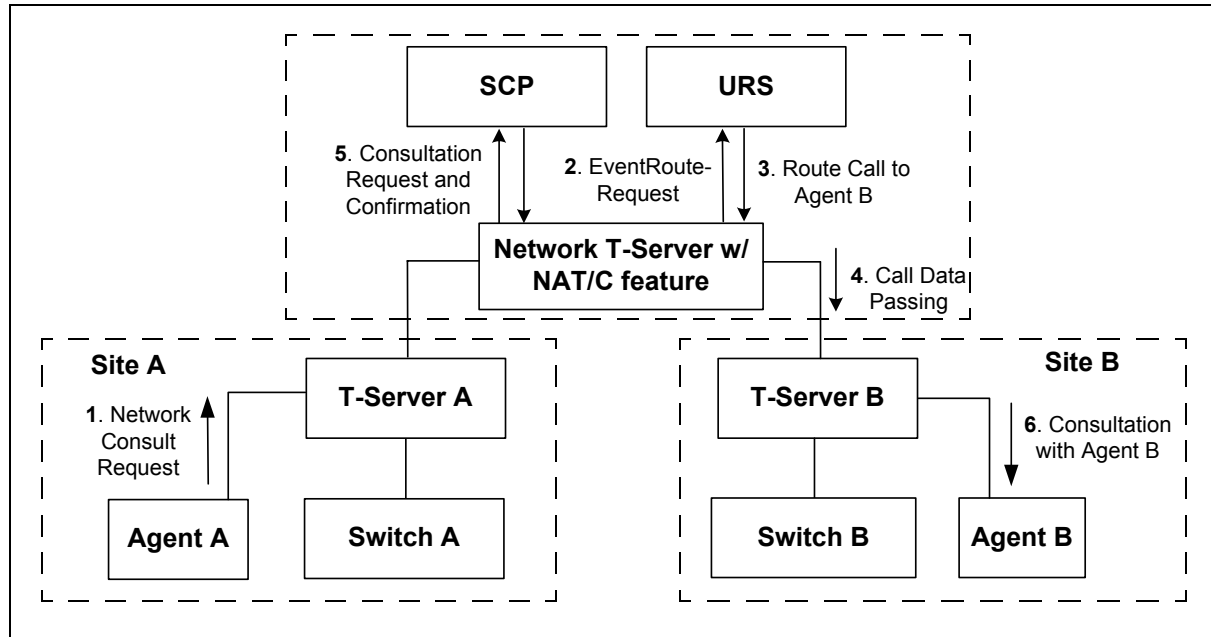 SCP
URS
5. Consultation
Request and
Confirmation
2. EventRoute-
Request
3. Route Call to
Agent B
Network T-Server w/
NAT/C feature
4. Call Data
Passing
Site A
T-Server A
1. Network
Consult
Request
Agent A
Switch A
Site B
T-Server B
6. Consultation
with Agent B
Switch B
Agent B